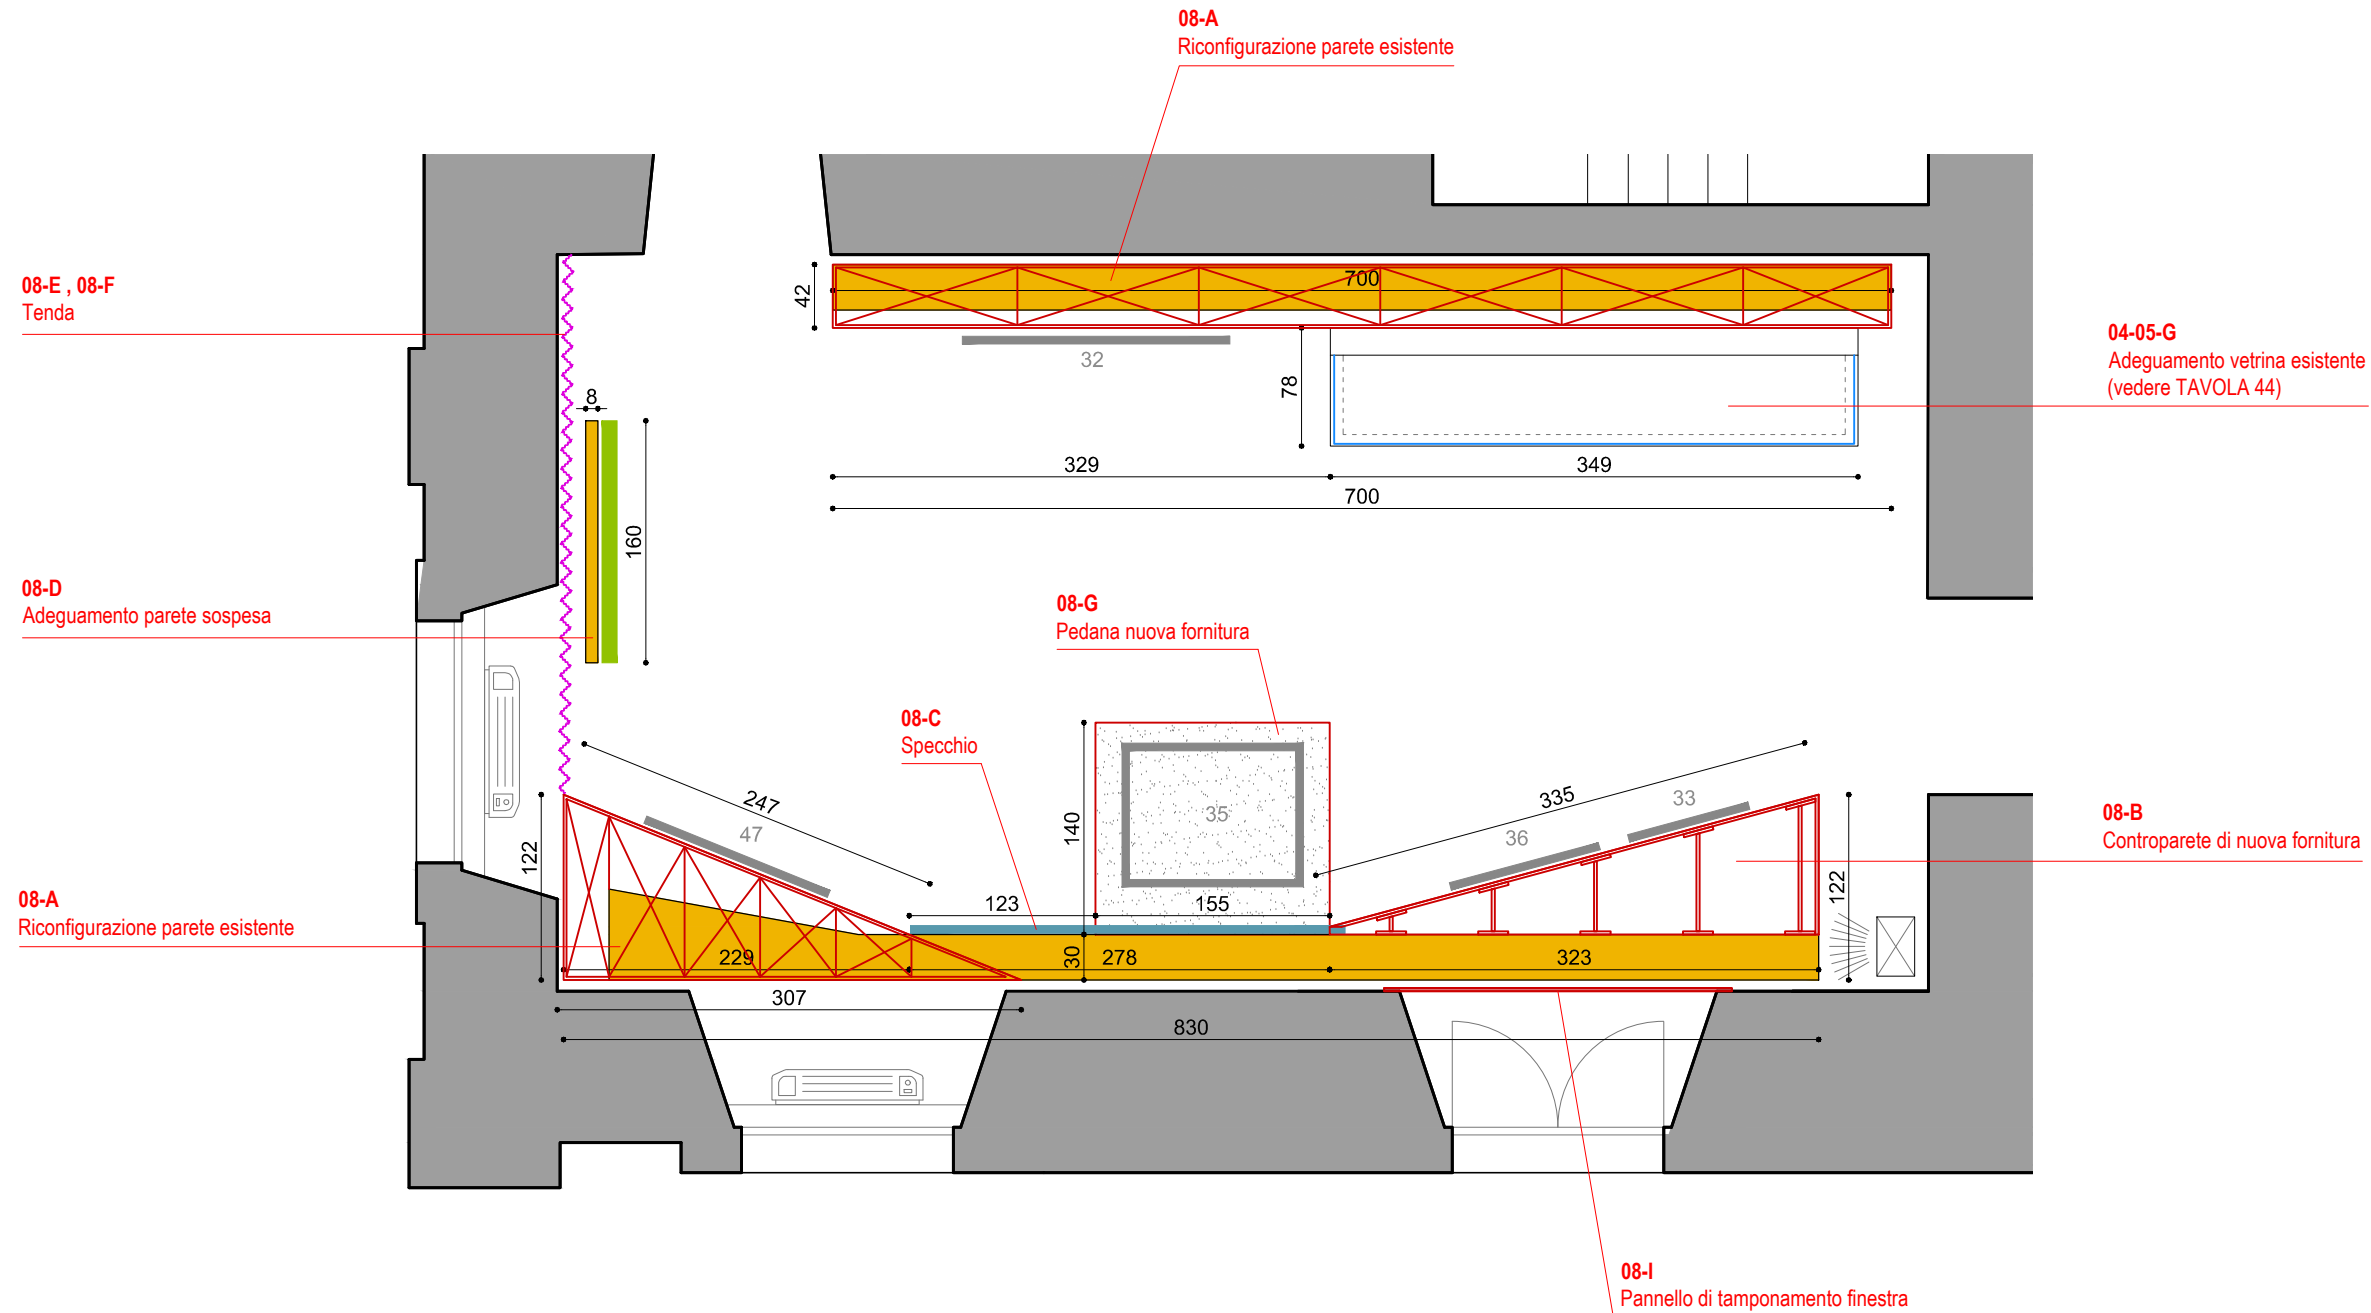 08-A
Riconfigurazione parete esistente
08-E , 08-F
Tenda
700
42
04-05-G
Adeguamento vetrina esistente
(vedere TAVOLA 44)
32
78
8
329
349
700
160
08-D
Adeguamento parete sospesa
08-G
Pedana nuova fornitura
08-C
Specchio
247
47
140
35
335
33
36
08-B
Controparete di nuova fornitura
122
122
08-A
Riconfigurazione parete esistente
123
155
229
30
278
323
307
830
08-I
Pannello di tamponamento finestra